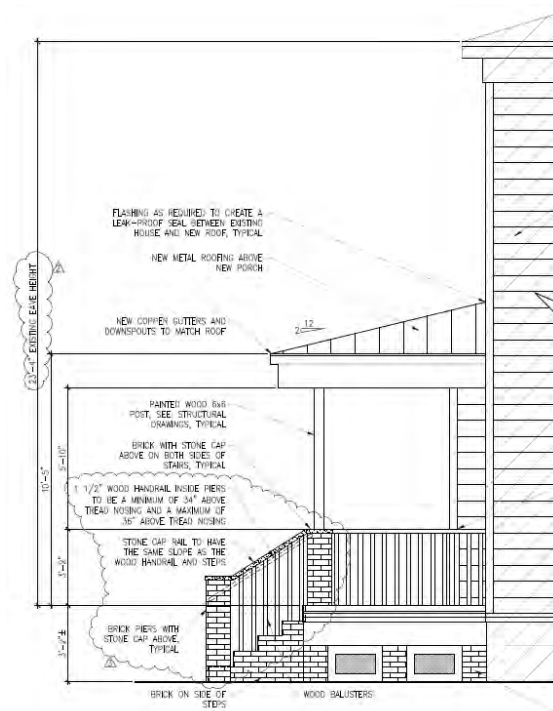 FLASHING AS REQUIRED TO CREATE A
LEAK-PROOF SEAL BETWEEN EXISTING
HOUSE AND NEW ROOF, TYPICAL
NEW METAL ROOFING ABOVE
NEW PORCH
2
23'-4" EXISTING EAVE HEIGHT
12
2
NEW COPPER GUTTERS AND
DOWNSPOUTS TO MATCH ROOF
PAINTED WOOD 6x6
POST, SEE STRUCTURAL
DRAWINGS, TYPICAL
5'-10"
BRICK WITH STONE CAP
ABOVE ON BOTH SIDES OF
STAIRS, TYPICAL
10'-5"
1 1/2" WOOD HANDRAIL INSIDE PIERS
TO BE A MINIMUM OF 34" ABOVE
TREAD NOSING AND A MAXIMUM OF
36" ABOVE TREAD NOSING
STONE CAP RAIL TO HAVE
THE SAME SLOPE AS THE
WOOD HANDRAIL AND STEPS
3'-2"
BRICK PIERS WITH
STONE CAP ABOVE,
TYPICAL
BRICK ON SIDE OF
STEPS
WOOD BALUSTERS